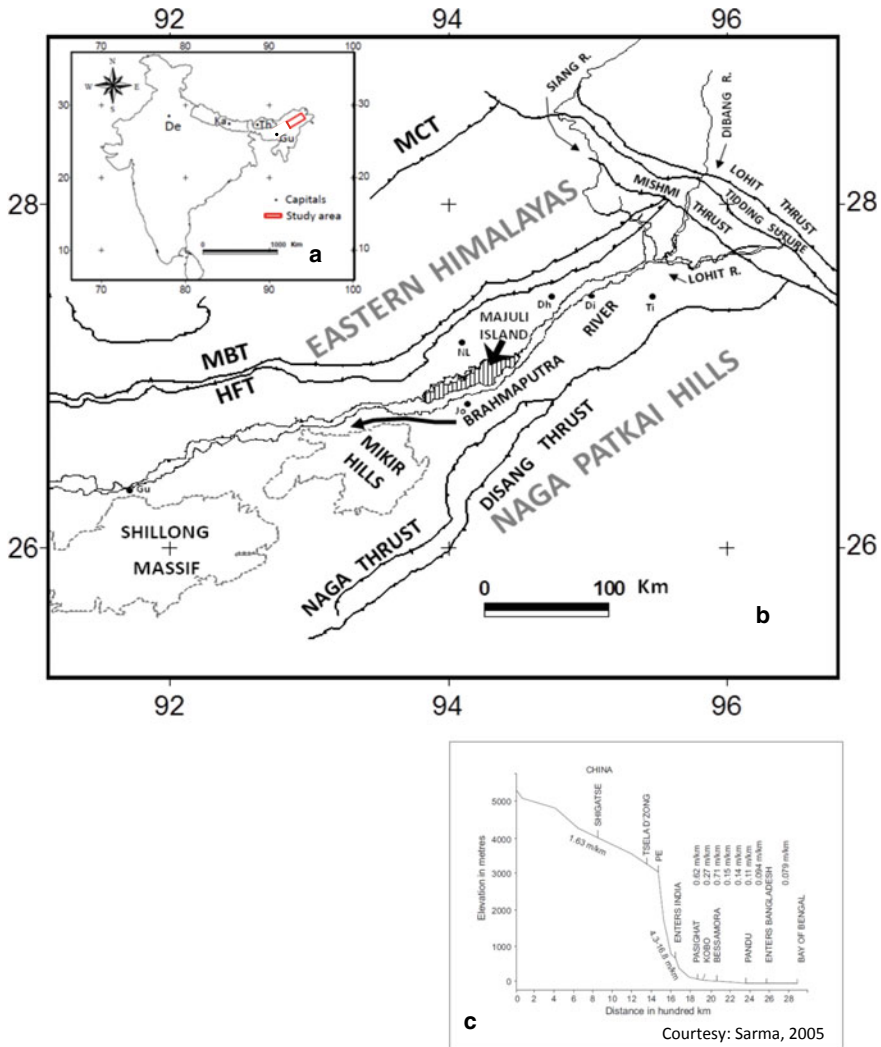 92
94
96
70
80
90
100
N
W
E
S
30
30
De
Ka
Th
Gu
20
20
Capitals
Study area
0
1000 Km
10
10
a
70
80
90
100
SIANG R.
DIBANG R.
MCT
LOHIT THRUST
MISHMI THRUST
TIDDING SUTURE
28
28
EASTERN HIMALAYAS
LOHIT R.
Dh
Di
Ti
RIVER
MAJULI
ISLAND
NL
MBT
HFT
Jo
BRAHMAPUTRA
MIKIR
HILLS
DISANG THRUST
NAGA PATKAI HILLS
Gu
SHILLONG
MASSIF
26
26
NAGA THRUST
0
100 Km
b
92
94
96
CHINA
5000
4000
3000
2000
1000
0
Elevation in metres
SHIGATSE
1.63 m/km
TSELA D'ZONG
PE
4.3-16.8 m/km
ENTERS INDIA
0.62 m/km
0.27 m/km
0.71 m/km
0.15 m/km
0.14 m/km
0.11 m/km
0.094 m/km
0.079 m/km
PASIGHAT
KOBO
BESSAMORA
PANDU
ENTERS BANGLADESH
BAY OF BENGAL
0 2 4 6 8 10 12 14 16 18 20 22 24 26 28
Distance in hundred km
c
Courtesy: Sarma, 2005